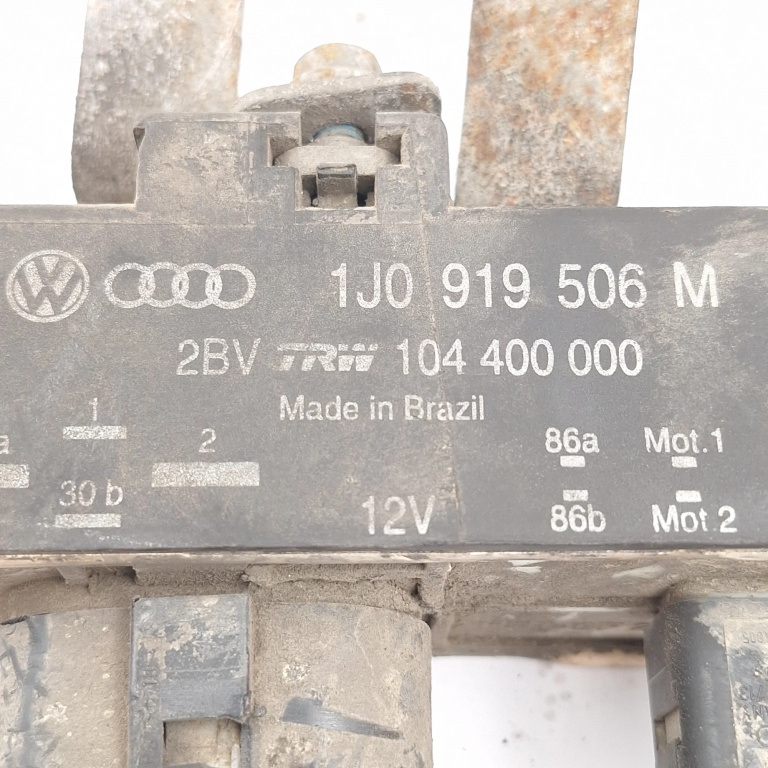 1J0 919 506 M
2BV TRW 104 400 000
Made in Brazil
1
2
86a Mot.1
30 b
12V
86b Mot.2